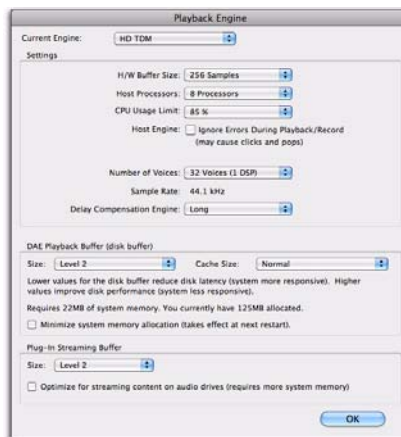 Playback Engine
Current Engine: HD TDM
Settings
H/W Buffer Size: 256 Samples
Host Processors: 8 Processors
CPU Usage Limit: 85 %
Host Engine: Ignore Errors During Playback/Record
(may cause clicks and pops)
Number of Voices: 32 Voices (1 DSP)
Sample Rate: 44.1 kHz
Delay Compensation Engine: Long
DAE Playback Buffer (disk buffer)
Size: Level 2 Cache Size: Normal
Lower values for the disk buffer reduce disk latency (system more responsive). Higher
values improve disk performance (system less responsive).
Requires 22MB of system memory. You currently have 125MB allocated.
Minimize system memory allocation (takes effect at next restart).
Plug-In Streaming Buffer
Size: Level 2
Optimize for streaming content on audio drives (requires more system memory)
OK